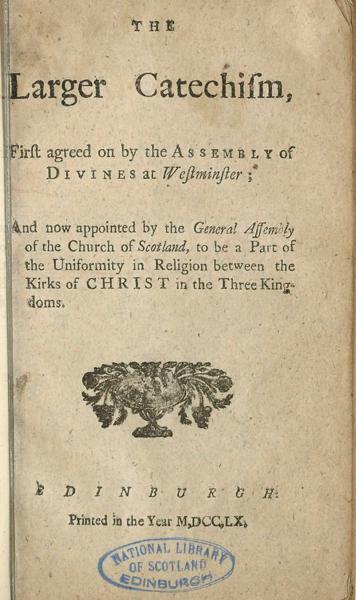 THE
Larger Catechiſm,
Firſt agreed on by the ASSEMBLY of
DIVINES at Weſtminſter;
And now appointed by the General Aſſembly
of the Church of Scotland, to be a Part of
the Uniformity in Religion between the
Kirks of CHRIST in the Three King-
doms.
EDINBURGH:
Printed in the Year M,DCC,LX.
NATIONAL LIBRARY
OF SCOTLAND
EDINBURGH